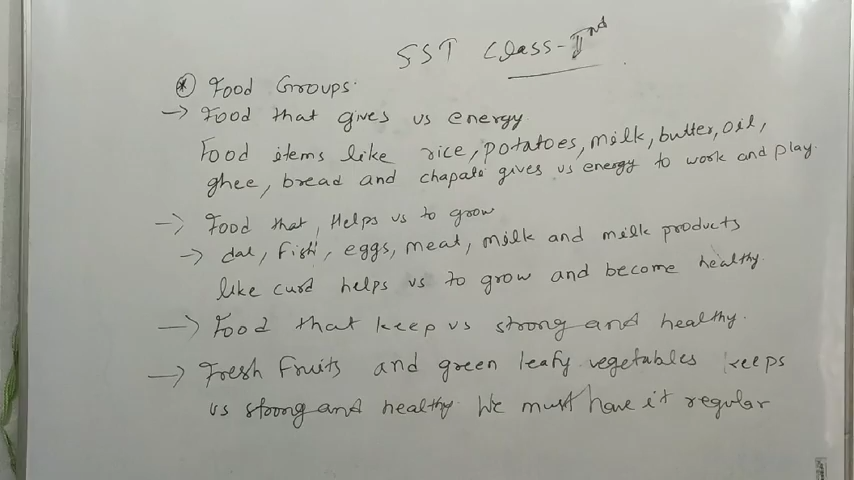 SST Class-IInd
Food Groups.
→ Food that gives us energy.
Food items like rice, potatoes, milk, butter, oil,
ghee, bread and chapati gives us energy to work and play.
→ Food that, Helps us to grow
→ dal, Fish, eggs, meat, milk and milk products
like curd helps us to grow and become healthy.
→ Food that keep us strong and healthy.
→ Fresh Fruits and green leafy vegetables keeps
us strong and healthy. We must have it regular